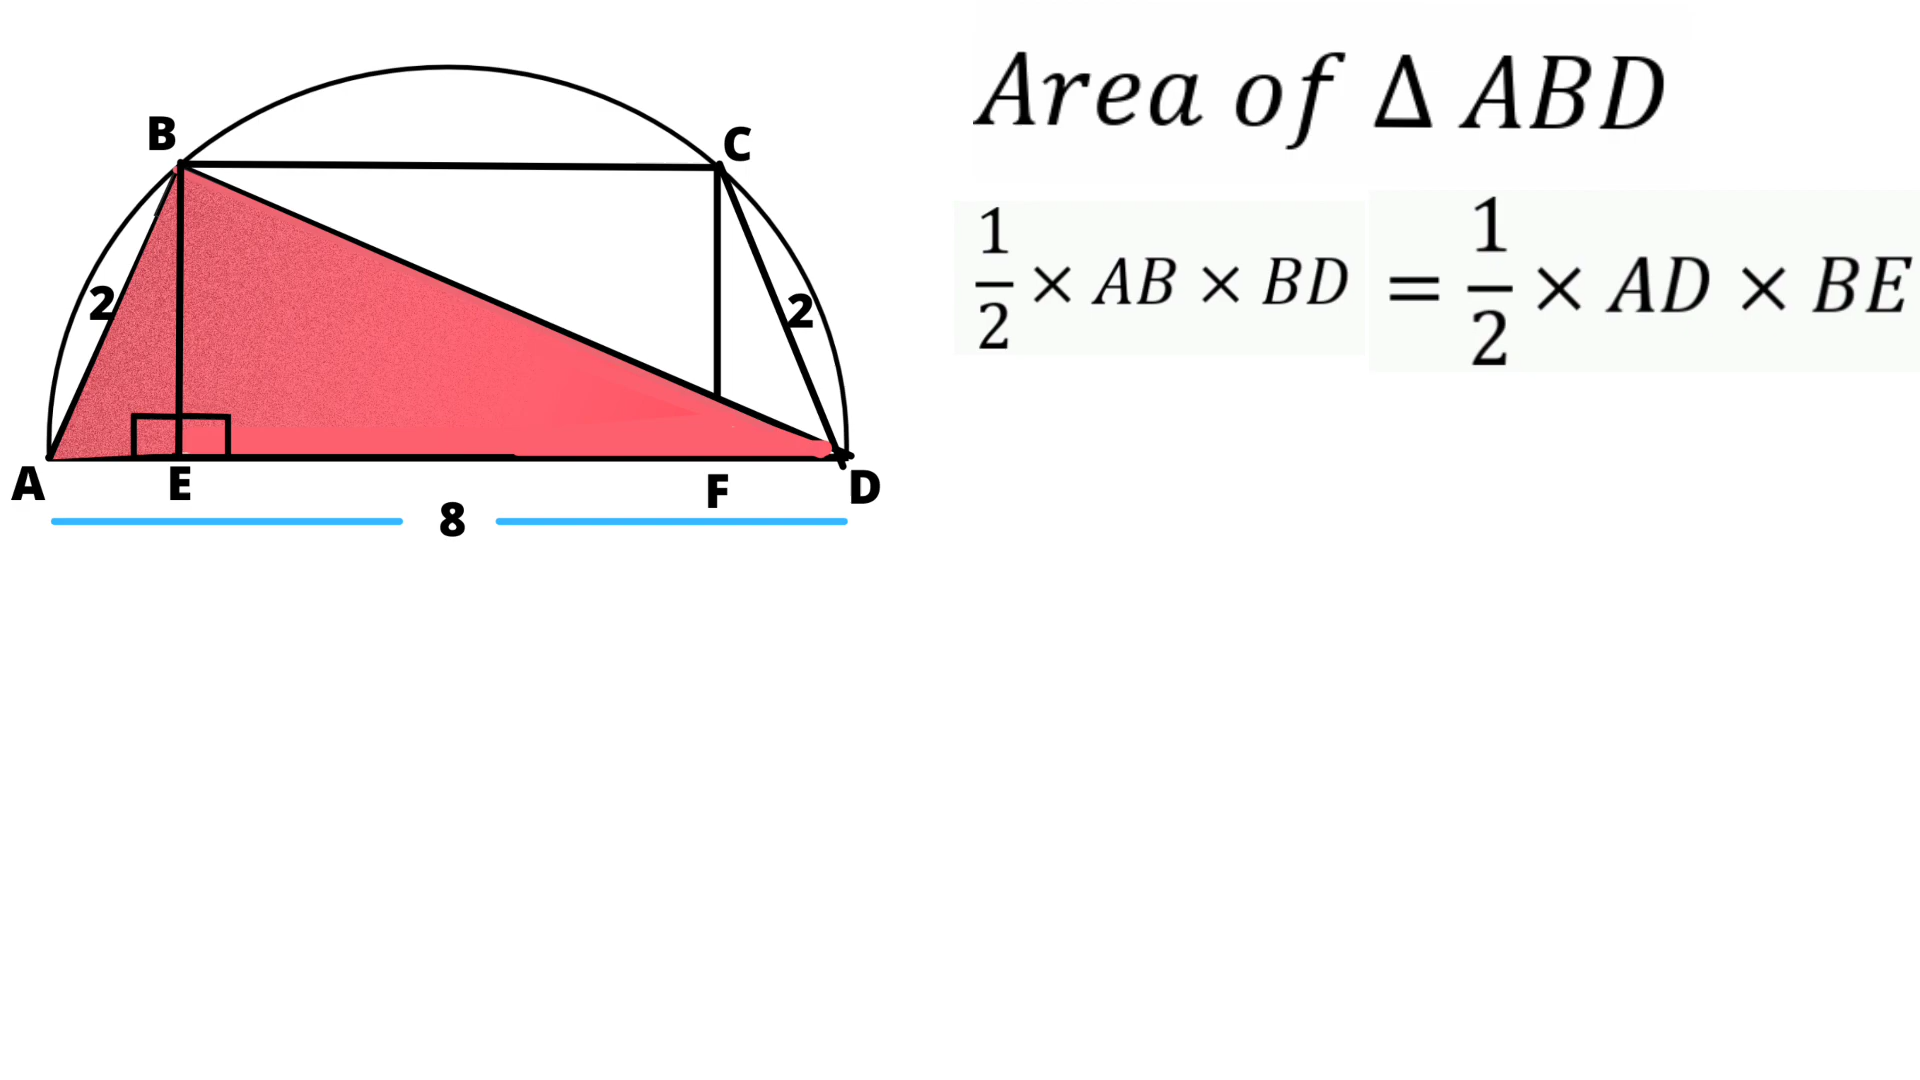 Area of Δ ABD
1/2 × AB × BD = 1/2 × AD × BE
B
C
2
2
A
E
F
D
8